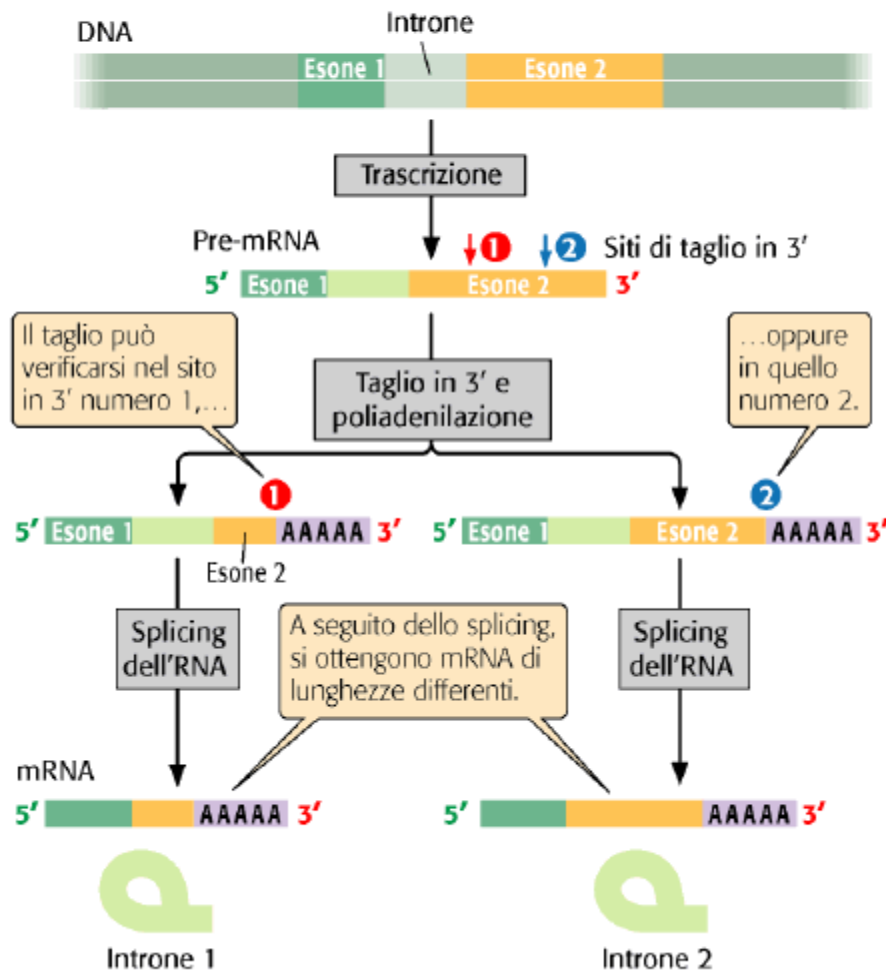 DNA
Introne
Esone 1
Esone 2
Trascrizione
Pre-mRNA
1
2
Siti di taglio in 3′
5′
Esone 1
Esone 2
3′
Il taglio può
verificarsi nel sito
in 3′ numero 1,…
Taglio in 3′ e
poliadenilazione
…oppure
in quello
numero 2.
1
2
5′ Esone 1 AAAAA 3′
Esone 2
5′ Esone 1 Esone 2 AAAAA 3′
Splicing
dell'RNA
A seguito dello splicing,
si ottengono mRNA di
lunghezze differenti.
Splicing
dell'RNA
mRNA
5′ AAAAA 3′
5′ AAAAA 3′
Introne 1
Introne 2